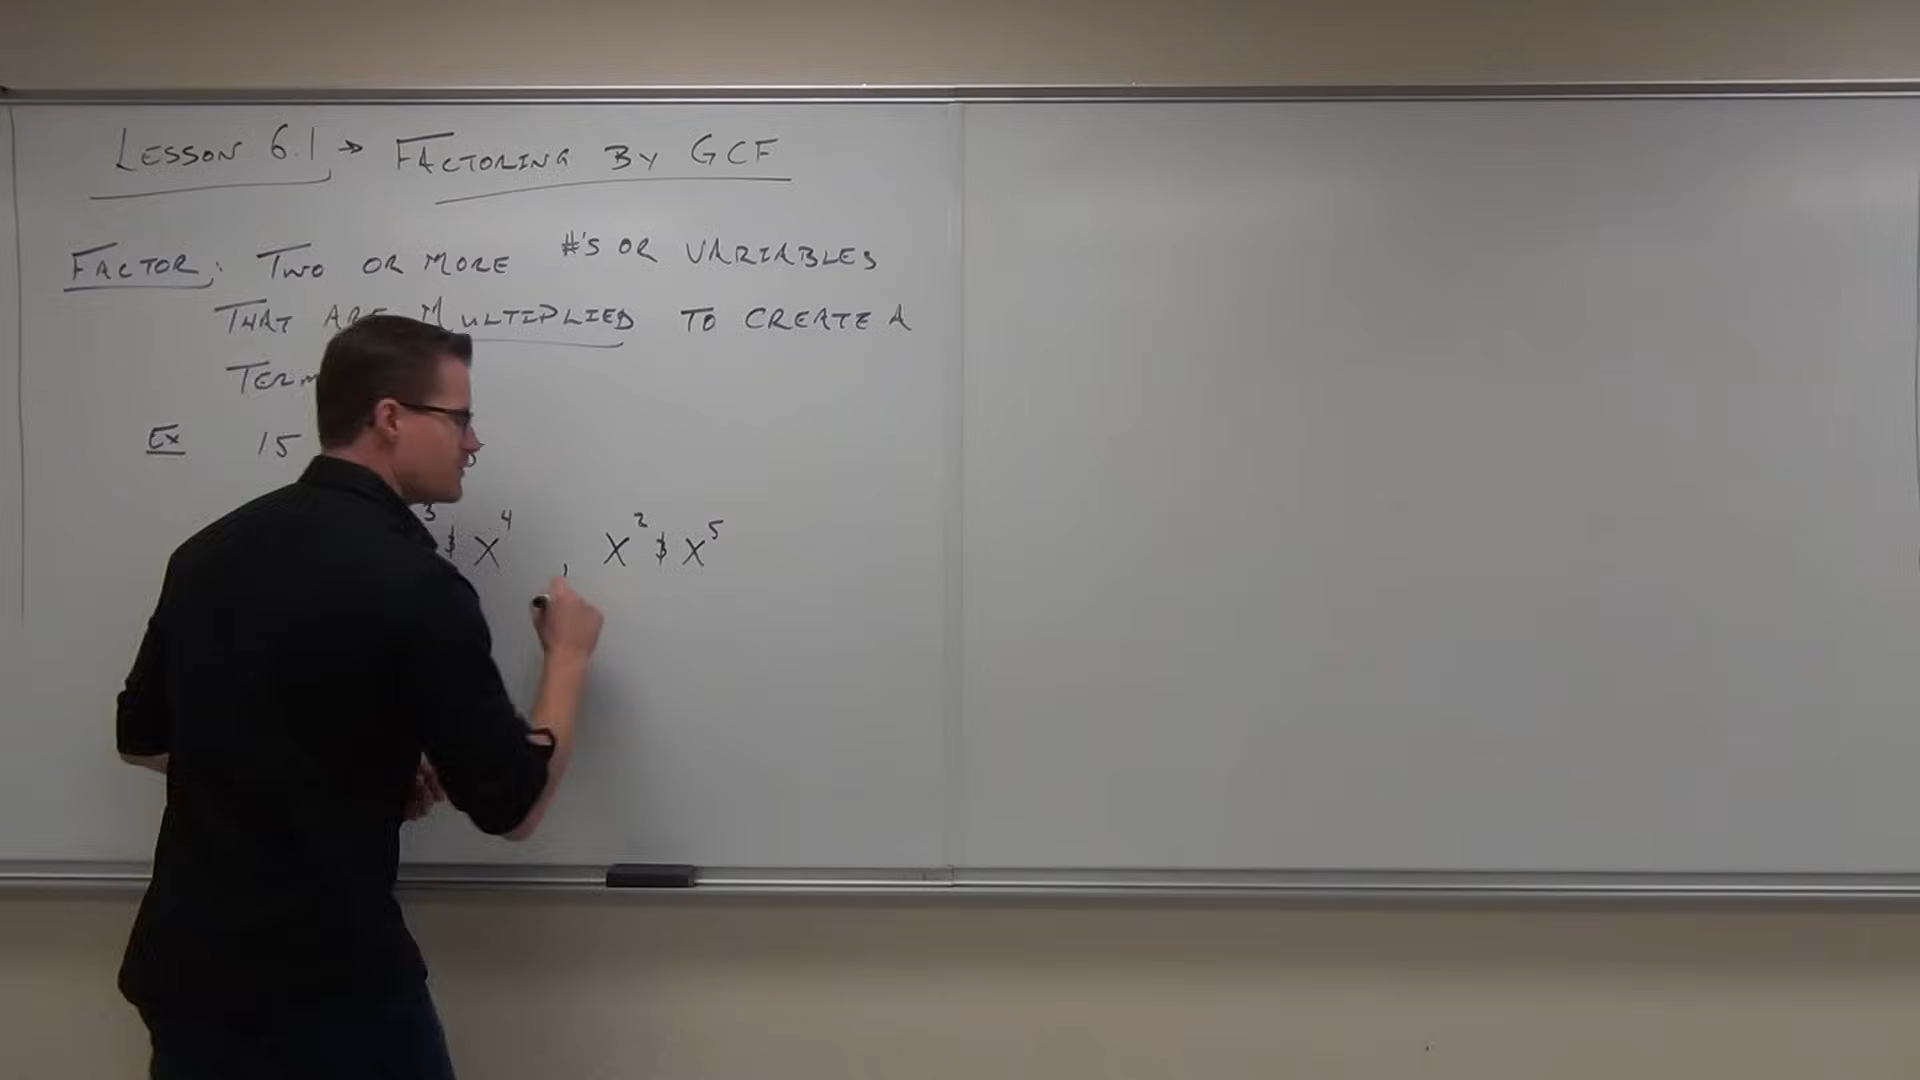 LESSON 6.1 → FACTORING BY GCF
FACTOR: TWO OR MORE #'S OR VARIABLES
THAT ARE MULTIPLIED TO CREATE A
TERM
Ex 15
3 & X⁴ , X² & X⁵